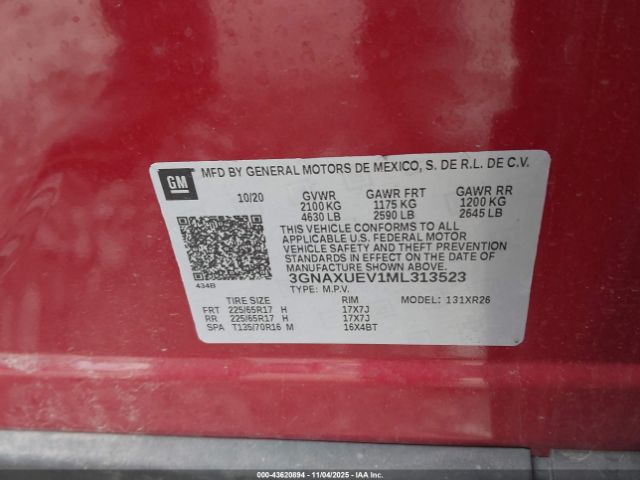 GM
MFD BY GENERAL MOTORS DE MEXICO, S. DE R.L. DE C.V.
10/20 GVWR GAWR FRT GAWR RR
2100 KG 1175 KG 1200 KG
4630 LB 2590 LB 2645 LB
THIS VEHICLE CONFORMS TO ALL
APPLICABLE U.S. FEDERAL MOTOR
VEHICLE SAFETY AND THEFT PREVENTION
STANDARDS IN EFFECT ON THE DATE OF
MANUFACTURE SHOWN ABOVE.
434B
3GNAXUEV1ML313523
TYPE: M.P.V. MODEL: 131XR26
TIRE SIZE RIM
FRT 225/65R17 H 17X7J
RR 225/65R17 H 17X7J
SPA T135/70R16 M 16X4BT
000-43620894 - 11/04/2025 - IAAI.COM